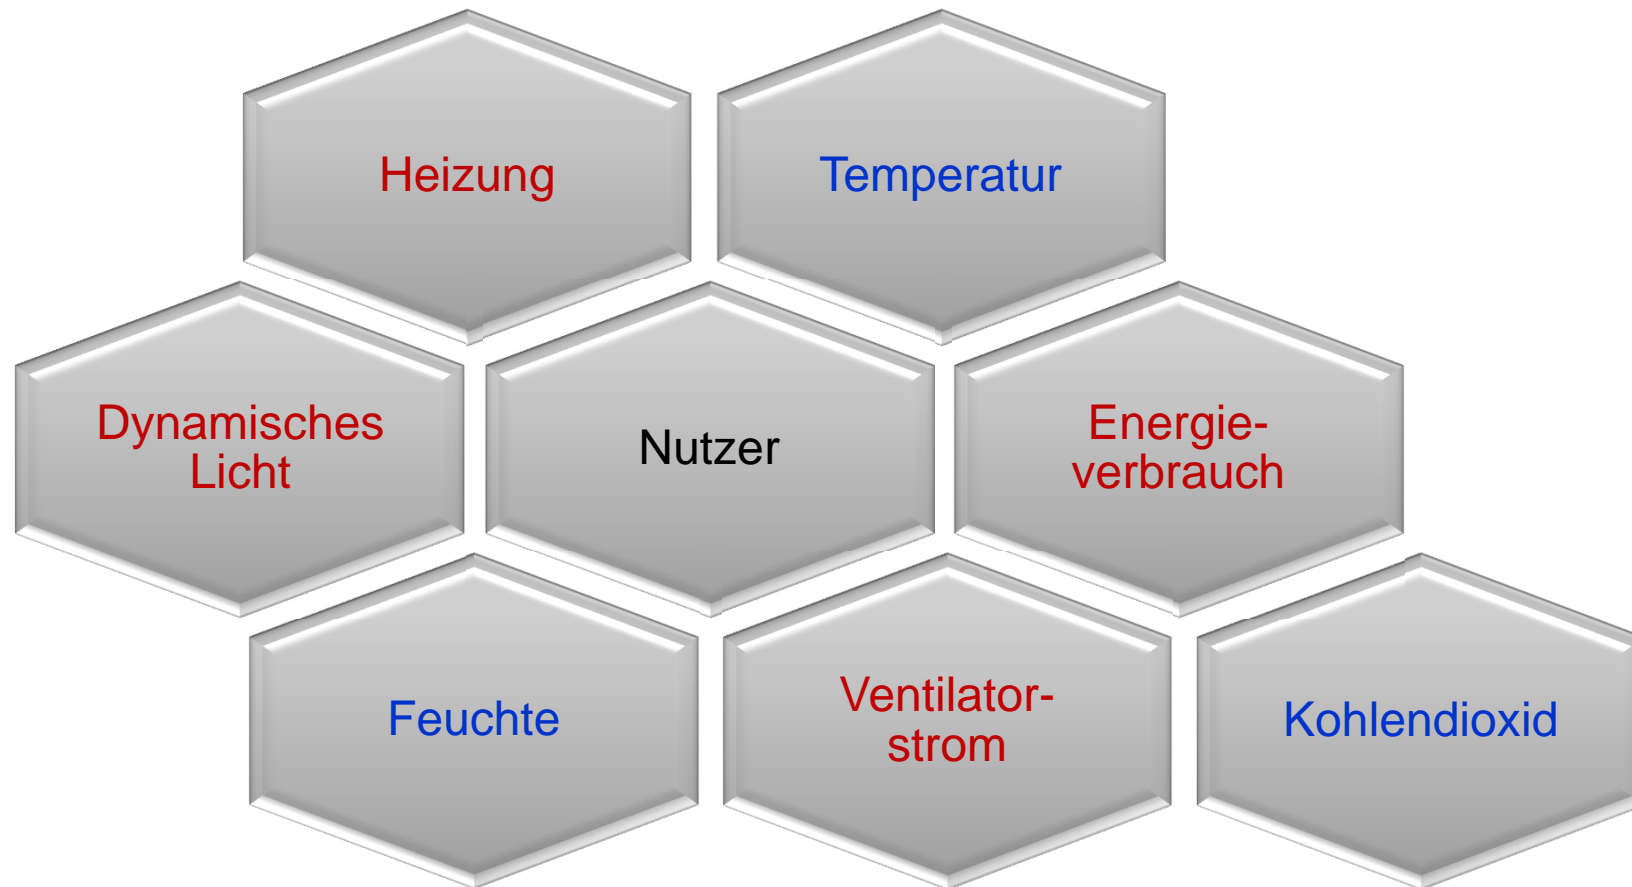 Heizung
Temperatur
Dynamisches
Licht
Nutzer
Energie-
verbrauch
Feuchte
Ventilator-
strom
Kohlendioxid